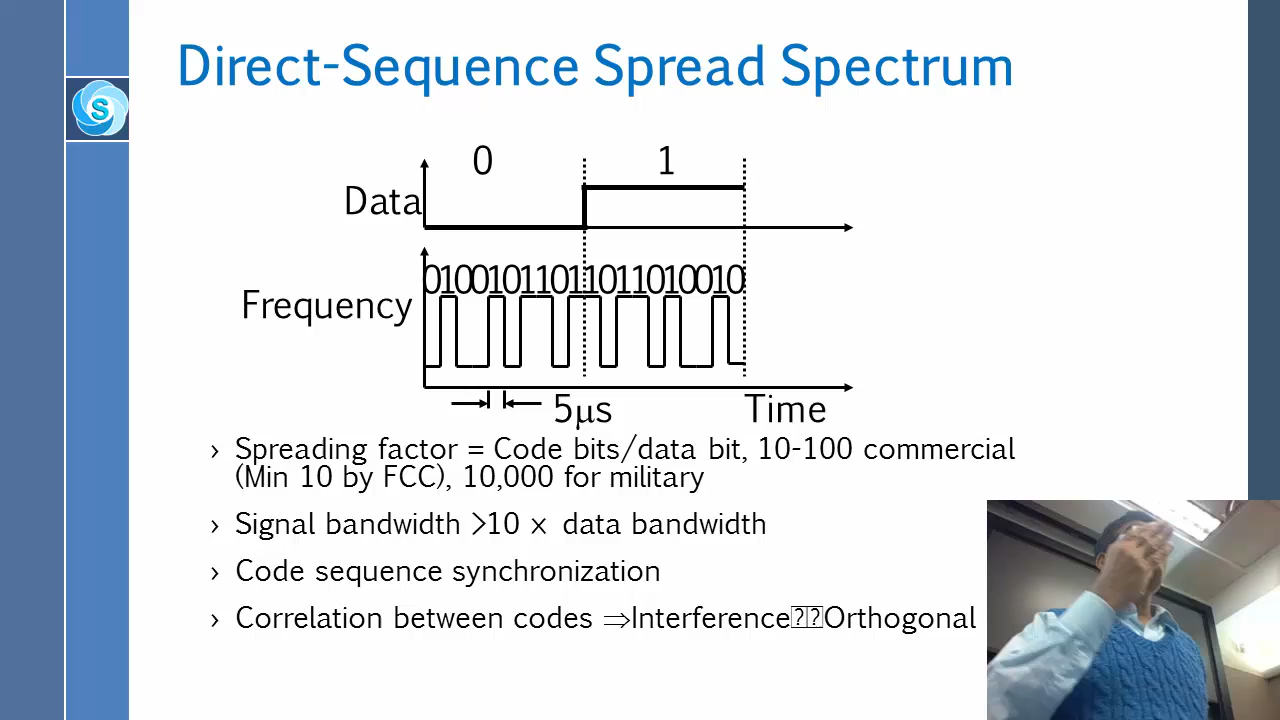 Direct-Sequence Spread Spectrum
S
0 1
Data
01001011011011010010
Frequency
5μs Time
› Spreading factor = Code bits/data bit, 10-100 commercial
(Min 10 by FCC), 10,000 for military
› Signal bandwidth >10 × data bandwidth
› Code sequence synchronization
› Correlation between codes ⇒Interference⍰⍰Orthogonal